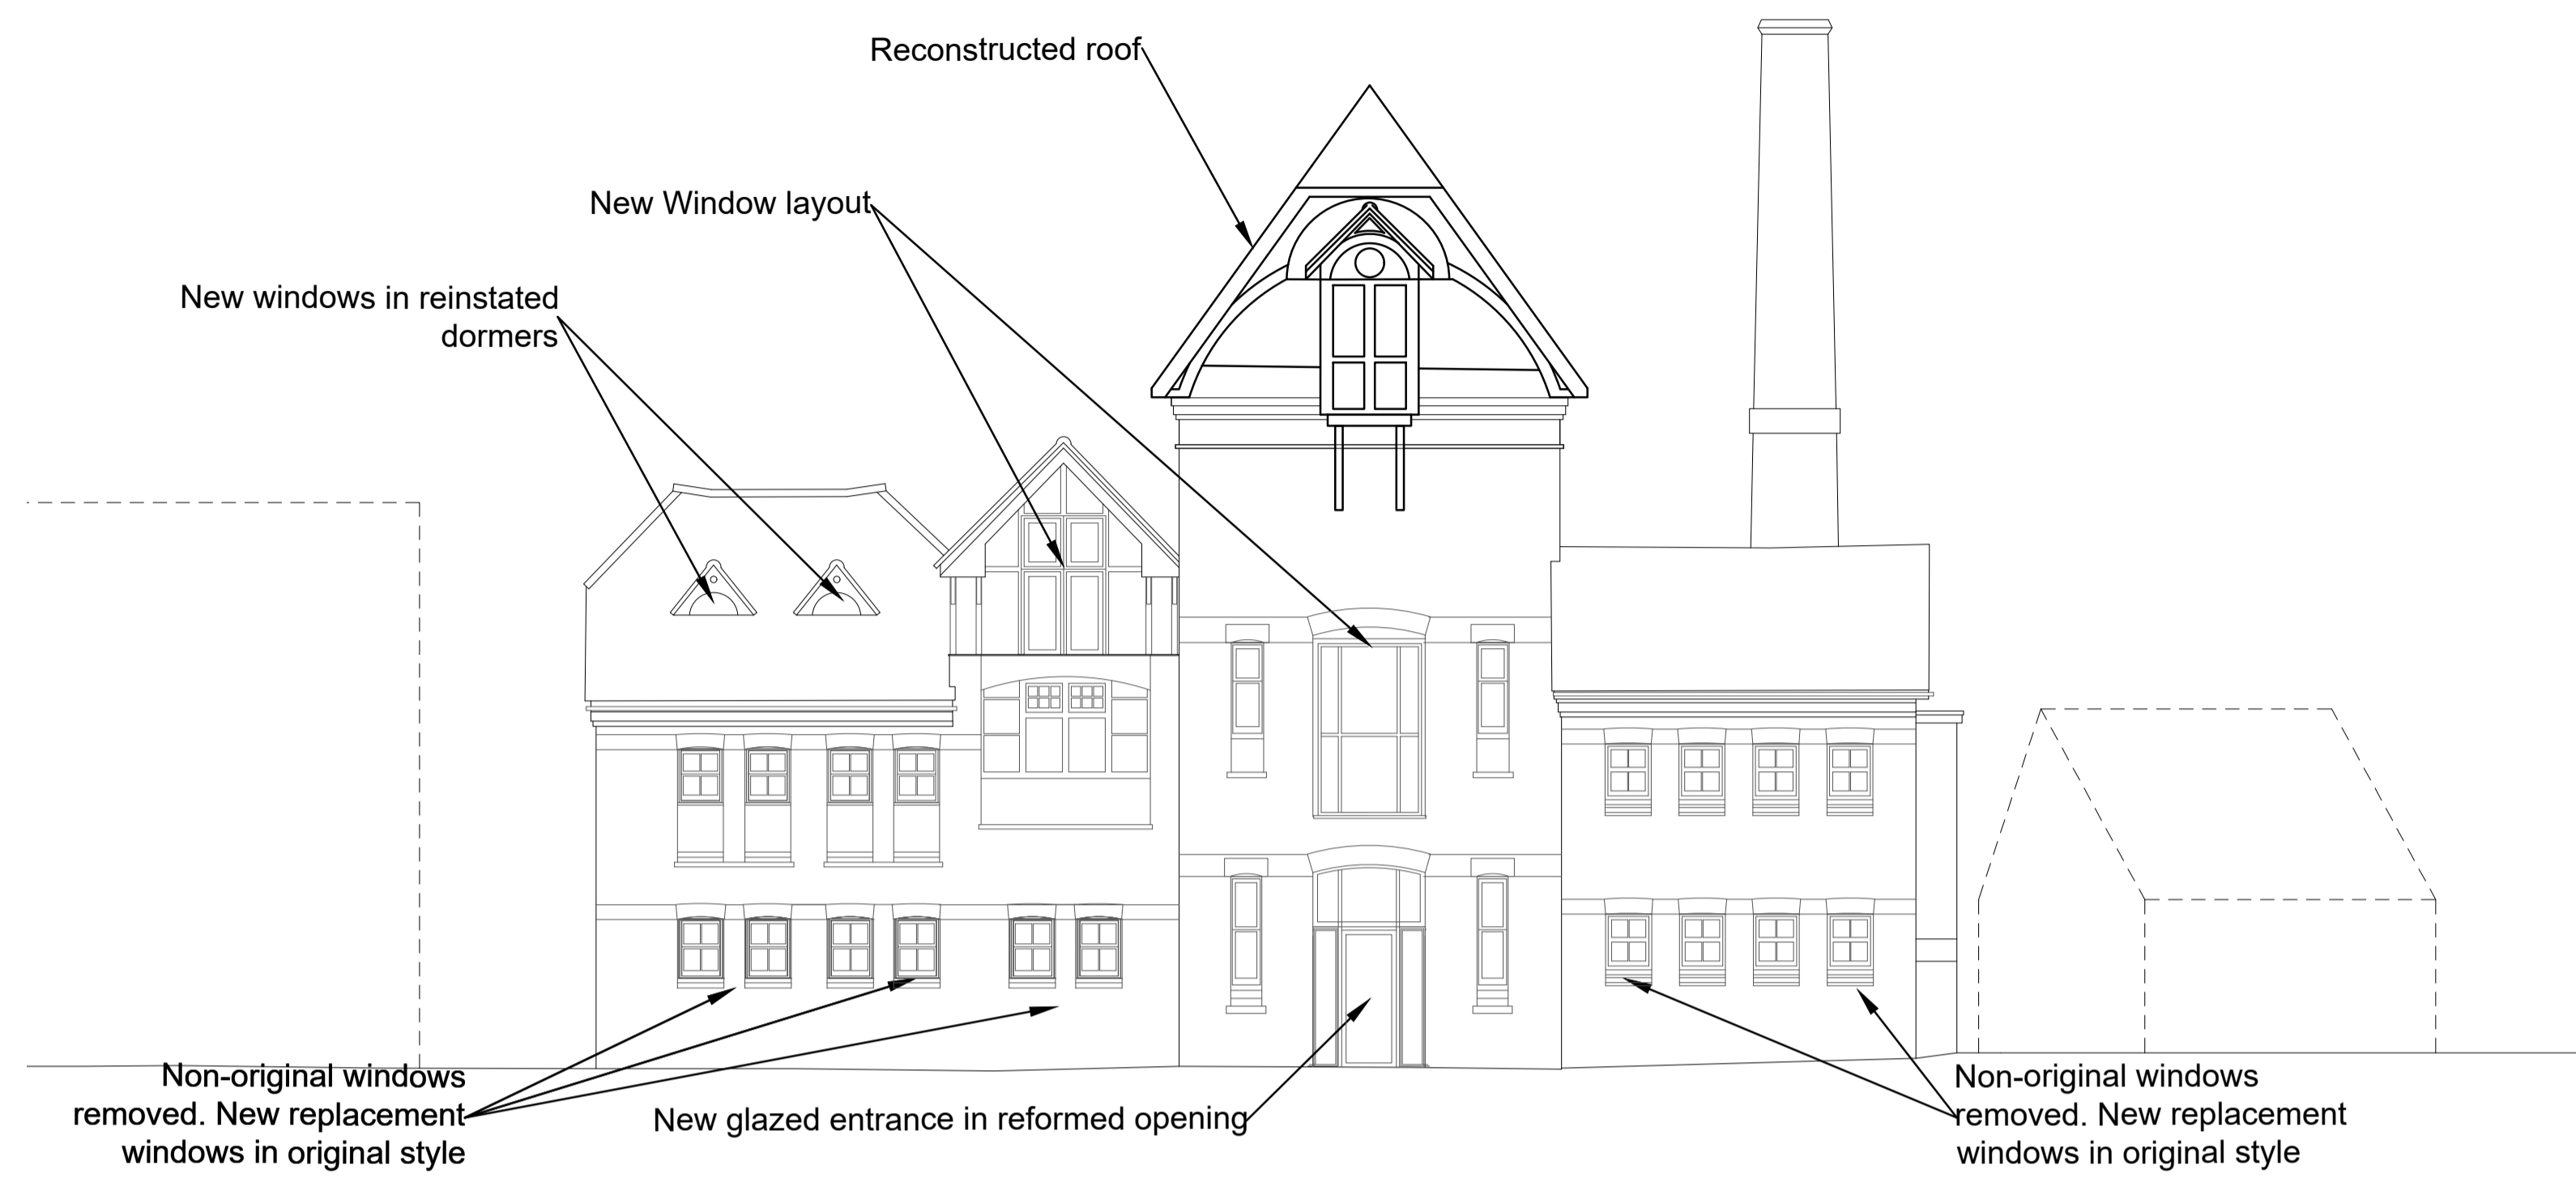 Reconstructed roof
New Window layout
New windows in reinstated
dormers
Non-original windows
removed. New replacement
windows in original style
New glazed entrance in reformed opening
Non-original windows
removed. New replacement
windows in original style